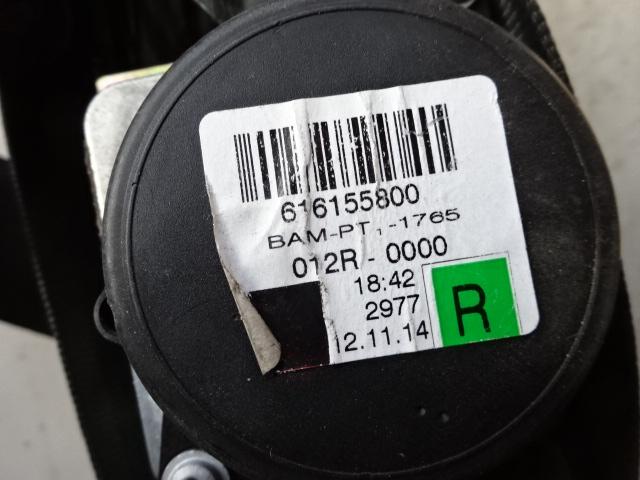 616155800
BAM-PT1-1765
012R - 0000
18:42
2977
12.11.14
R